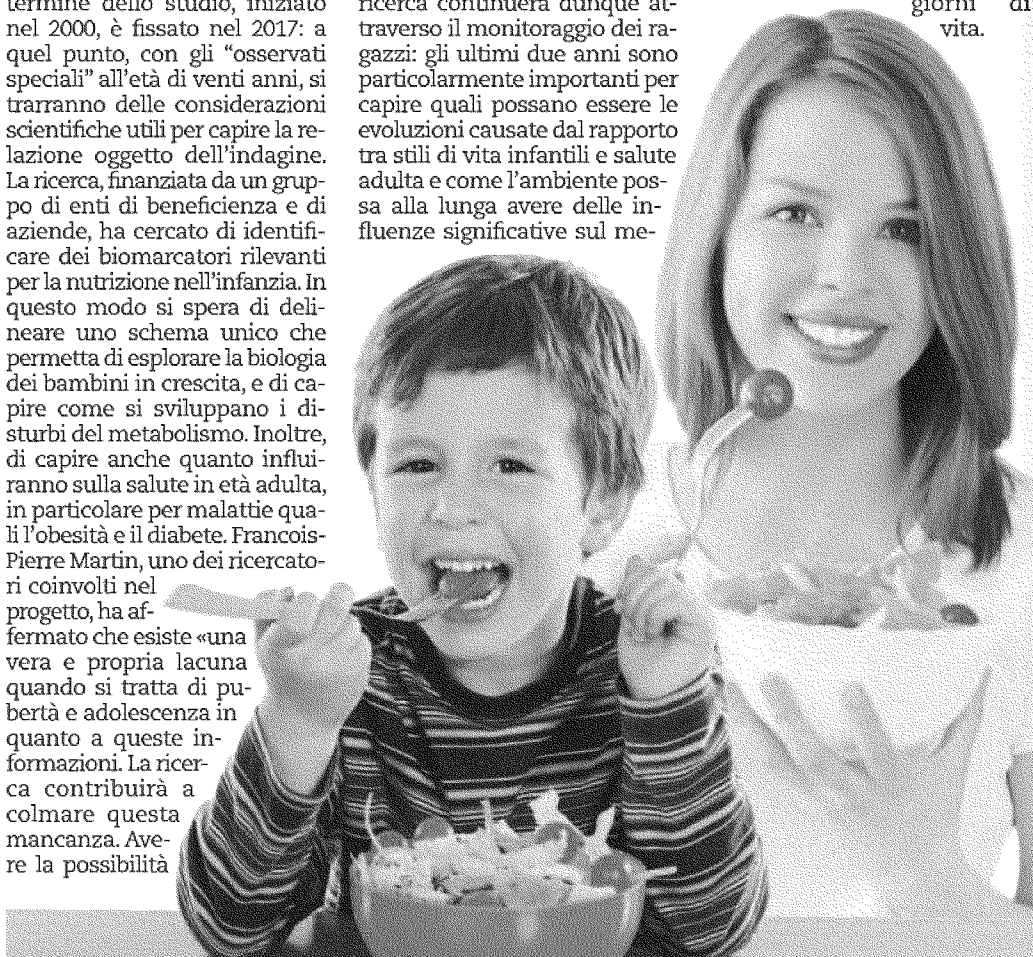 termine dello studio, iniziato
nel 2000, è fissato nel 2017: a
quel punto, con gli “osservati
speciali” all’età di venti anni, si
trarranno delle considerazioni
scientifiche utili per capire la re-
lazione oggetto dell’indagine.
La ricerca, finanziata da un grup-
po di enti di beneficienza e di
aziende, ha cercato di identifi-
care dei biomarcatori rilevanti
per la nutrizione nell’infanzia. In
questo modo si spera di deli-
neare uno schema unico che
permetta di esplorare la biologia
dei bambini in crescita, e di ca-
pire come si sviluppano i di-
sturbi del metabolismo. Inoltre,
di capire anche quanto influi-
ranno sulla salute in età adulta,
in particolare per malattie qua-
li l’obesità e il diabete. Francois-
Pierre Martin, uno dei ricercato-
ri coinvolti nel
progetto, ha af-
fermato che esiste «una
vera e propria lacuna
quando si tratta di pu-
bertà e adolescenza in
quanto a queste in-
formazioni. La ricer-
ca contribuirà a
colmare questa
mancanza. Ave-
re la possibilità
ricerca continuerà dunque at-
traverso il monitoraggio dei ra-
gazzi: gli ultimi due anni sono
particolarmente importanti per
capire quali possano essere le
evoluzioni causate dal rapporto
tra stili di vita infantili e salute
adulta e come l’ambiente pos-
sa alla lunga avere delle in-
fluenze significative sul me-
giorni di
vita.